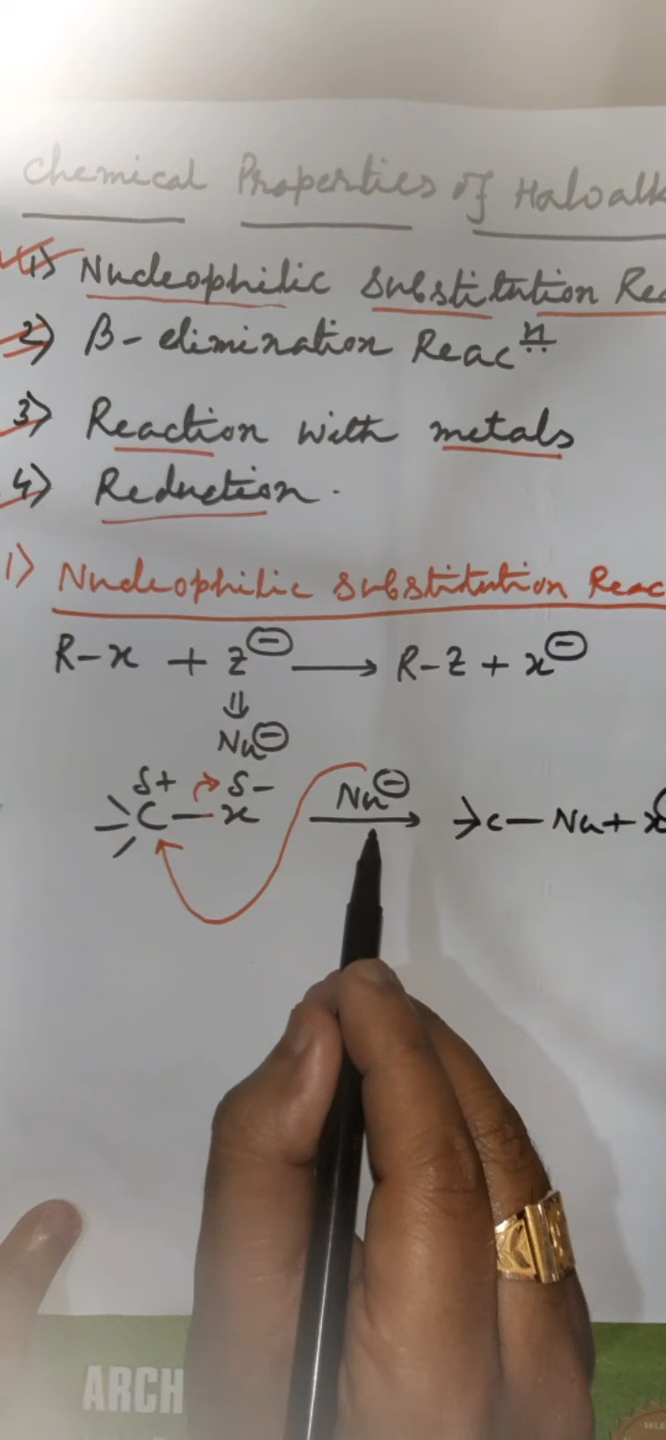 Chemical Properties of Haloalk
1) Nucleophilic Substitution Rea
2) β-elimination Reacⁿ
3) Reaction with metals
4) Reduction.
1) Nucleophilic Substitution Reac
R-x + Z⊖ → R-Z + x⊖
⇓
Nu⊖
δ+ δ-
C-x Nu⊖ → C-Nu + x
ARCH